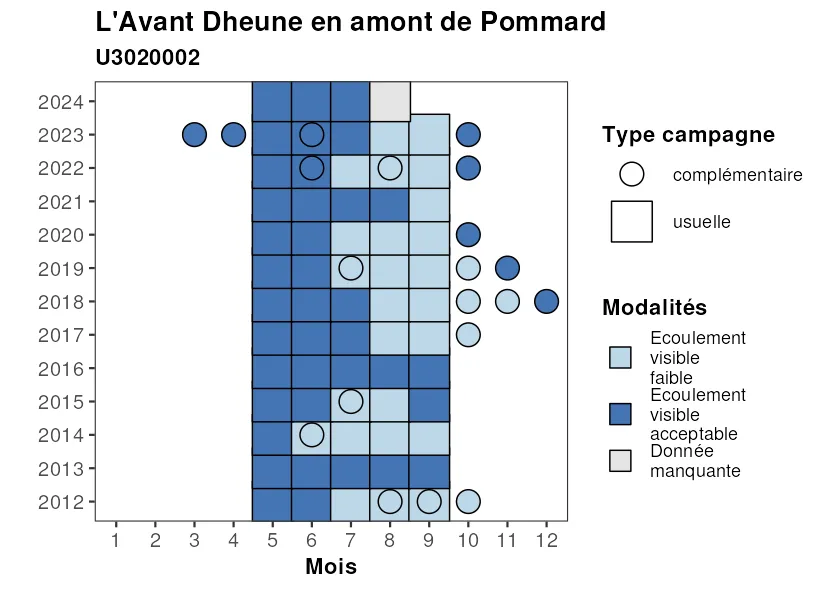 L'Avant Dheune en amont de Pommard
U3020002
2024
2023
2022
2021
2020
2019
2018
2017
2016
2015
2014
2013
2012
1 2 3 4 5 6 7 8 9 10 11 12
Mois
Type campagne
complémentaire
usuelle
Modalités
Ecoulement
visible
faible
Ecoulement
visible
acceptable
Donnée
manquante